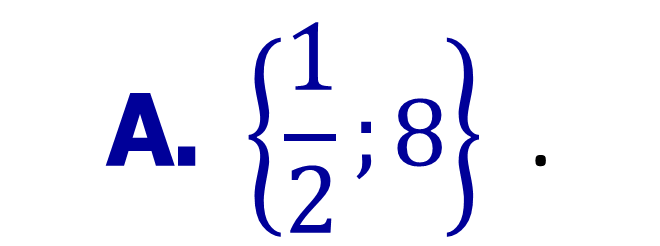 A. {1/2; 8} .